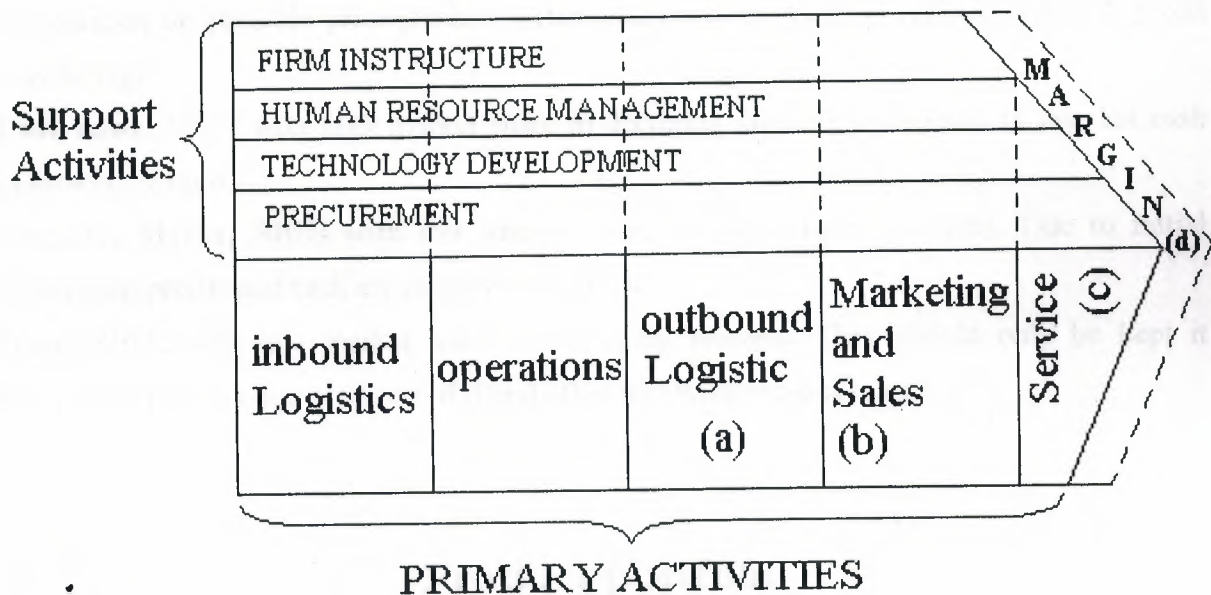 FIRM INSTRUCTURE
HUMAN RESOURCE MANAGEMENT
TECHNOLOGY DEVELOPMENT
PRECUREMENT
Support
Activities
MARGIN
(d)
inbound
Logistics
operations
outbound
Logistic
(a)
Marketing
and
Sales
(b)
Service
(c)
PRIMARY ACTIVITIES